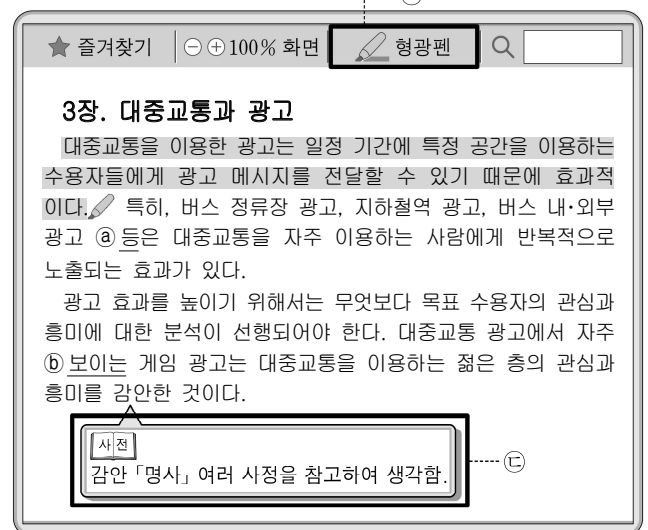 즐겨찾기 ⊖⊕100% 화면 형광펜
3장. 대중교통과 광고
대중교통을 이용한 광고는 일정 기간에 특정 공간을 이용하는
수용자들에게 광고 메시지를 전달할 수 있기 때문에 효과적
이다. 특히, 버스 정류장 광고, 지하철역 광고, 버스 내·외부
광고 ⓐ등은 대중교통을 자주 이용하는 사람에게 반복적으로
노출되는 효과가 있다.
광고 효과를 높이기 위해서는 무엇보다 목표 수용자의 관심과
흥미에 대한 분석이 선행되어야 한다. 대중교통 광고에서 자주
ⓑ보이는 게임 광고는 대중교통을 이용하는 젊은 층의 관심과
흥미를 감안한 것이다.
사전
감안「명사」여러 사정을 참고하여 생각함.
㉢